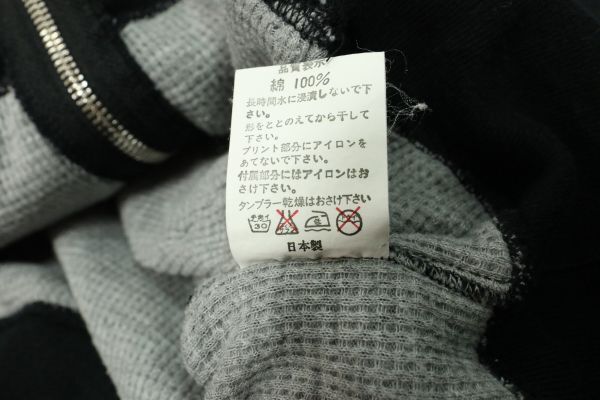 品質表示
綿 100%
長時間水に浸漬しないで下
さい。
形をととのえてから干して
下さい。
プリント部分にアイロンを
あてないで下さい。
付属部分にはアイロンはお
さけ下さい。
タンブラー乾燥はおさけ下さい
手洗イ
30
日本製